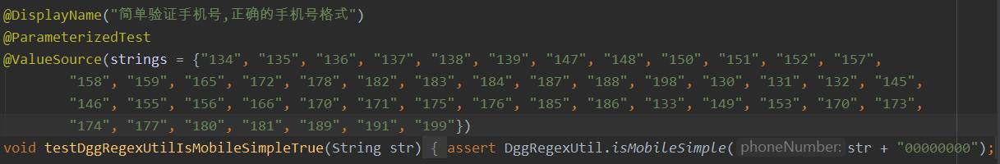 @DisplayName("简单验证手机号,正确的手机号格式")
@ParameterizedTest
@ValueSource(strings = {"134", "135", "136", "137", "138", "139", "147", "148", "150", "151", "152", "157",
"158", "159", "165", "172", "178", "182", "183", "184", "187", "188", "198", "130", "131", "132", "145",
"146", "155", "156", "166", "170", "171", "175", "176", "185", "186", "133", "149", "153", "170", "173",
"174", "177", "180", "181", "189", "191", "199"})
void testDggRegexUtilIsMobileSimpleTrue(String str) { assert DggRegexUtil.isMobileSimple( phoneNumber: str + "00000000");